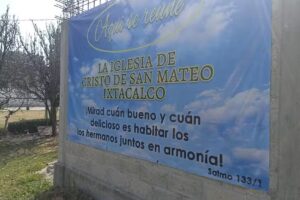 Aquí se reúne
LA IGLESIA DE
CRISTO DE SAN MATEO
IXTACALCO
¡Mirad cuán bueno y cuán
delicioso es habitar los
los hermanos juntos en armonía!
Salmo 133/1